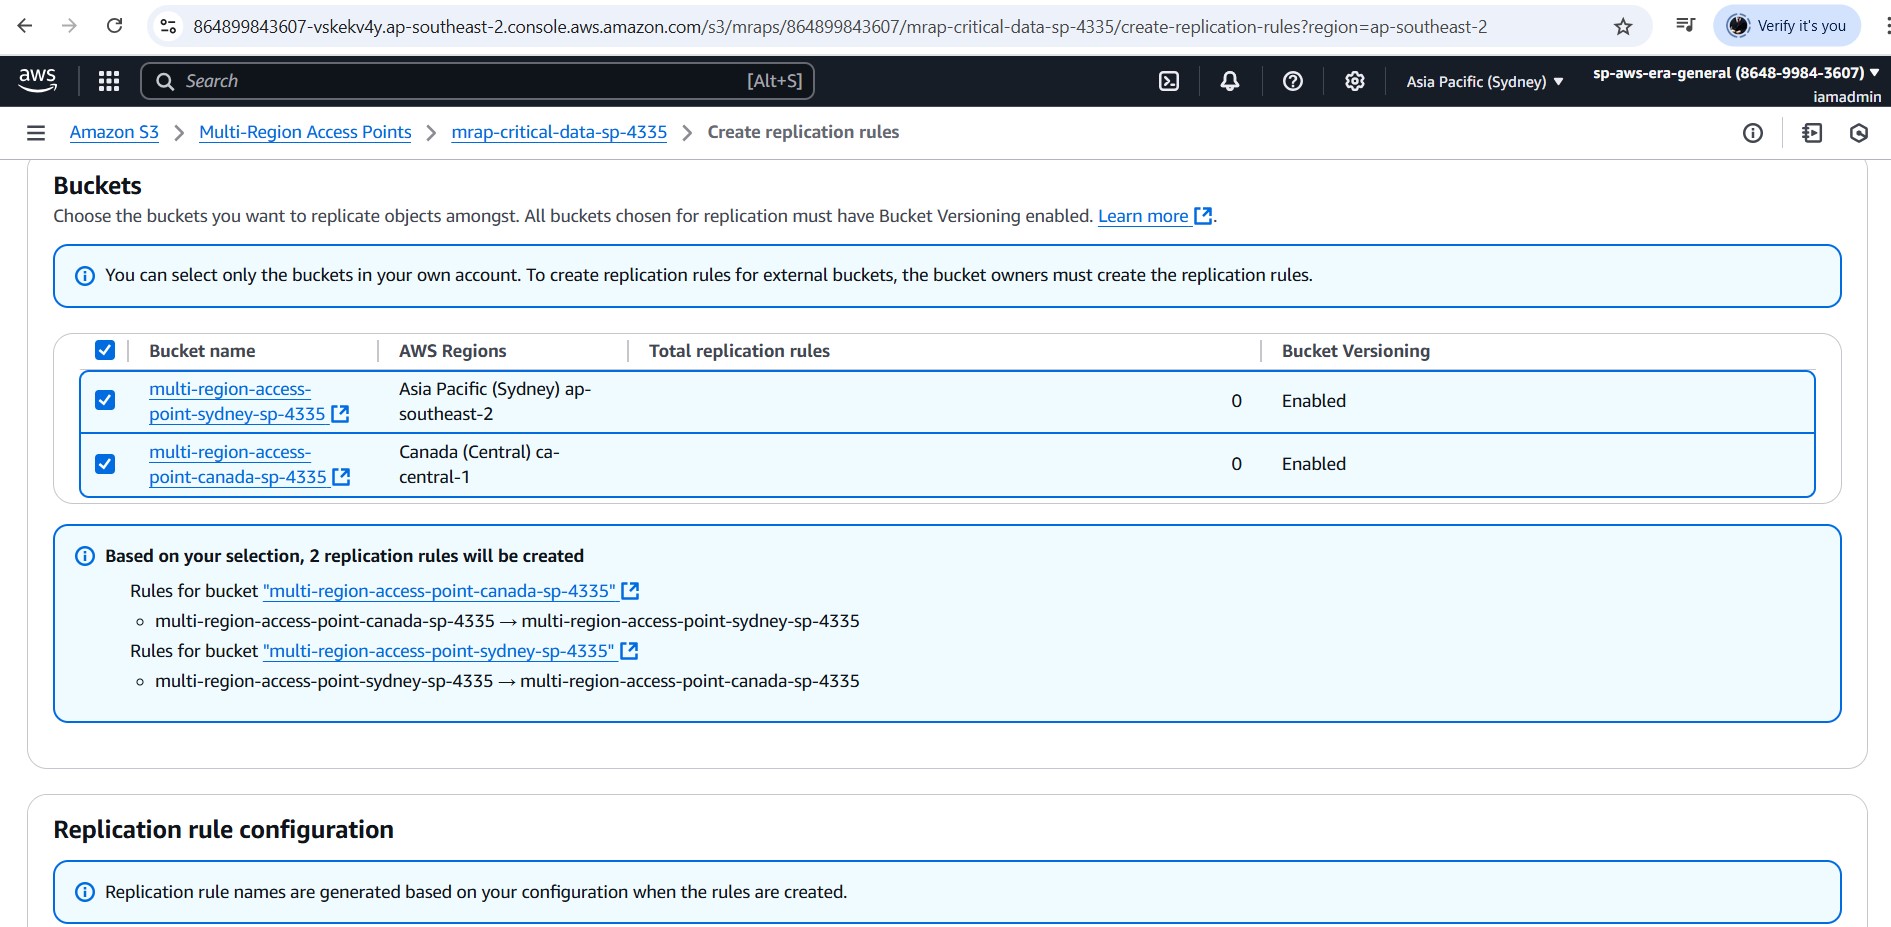 864899843607-vskekv4y.ap-southeast-2.console.aws.amazon.com/s3/mraps/864899843607/mrap-critical-data-sp-4335/create-replication-rules?region=ap-southeast-2
Verify it's you
aws
Search
[Alt+S]
Asia Pacific (Sydney)
sp-aws-era-general (8648-9984-3607)
iamadmin
Amazon S3
Multi-Region Access Points
mrap-critical-data-sp-4335
Create replication rules
Buckets
Choose the buckets you want to replicate objects amongst. All buckets chosen for replication must have Bucket Versioning enabled. Learn more.
You can select only the buckets in your own account. To create replication rules for external buckets, the bucket owners must create the replication rules.
Bucket name
AWS Regions
Total replication rules
Bucket Versioning
multi-region-access-
point-sydney-sp-4335
Asia Pacific (Sydney) ap-
southeast-2
0
Enabled
multi-region-access-
point-canada-sp-4335
Canada (Central) ca-
central-1
0
Enabled
Based on your selection, 2 replication rules will be created
Rules for bucket "multi-region-access-point-canada-sp-4335"
multi-region-access-point-canada-sp-4335 → multi-region-access-point-sydney-sp-4335
Rules for bucket "multi-region-access-point-sydney-sp-4335"
multi-region-access-point-sydney-sp-4335 → multi-region-access-point-canada-sp-4335
Replication rule configuration
Replication rule names are generated based on your configuration when the rules are created.